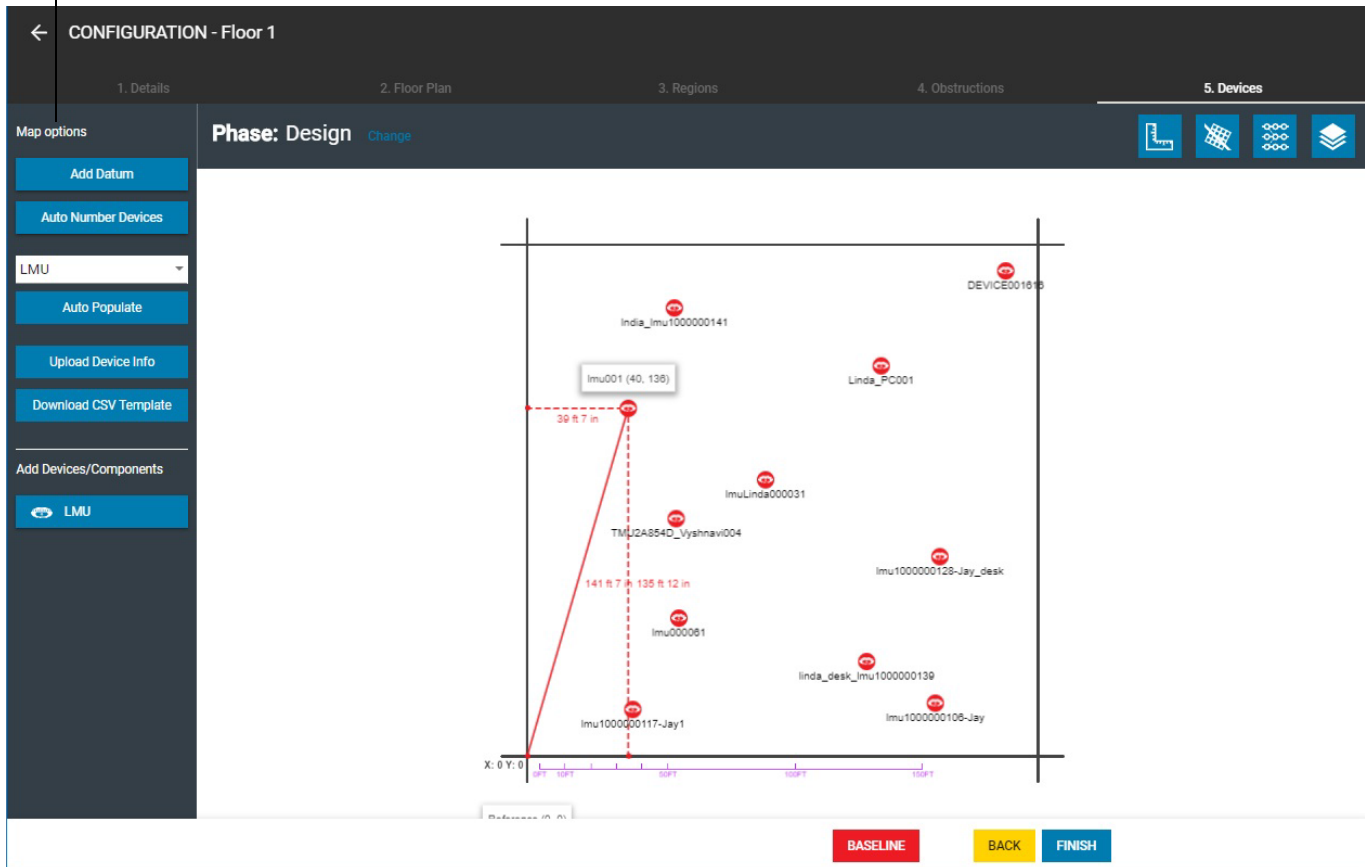 CONFIGURATION - Floor 1
1. Details
2. Floor Plan
3. Regions
4. Obstructions
5. Devices
Map options
Phase: Design Change
Add Datum
Auto Number Devices
LMU
Auto Populate
Upload Device Info
Download CSV Template
Add Devices/Components
LMU
DEVICE001616
India_lmu1000000141
Linda_PC001
lmu001 (40, 136)
39 ft 7 in
lmuLinda000031
TMU2A854D_Vyshnavi004
lmu1000000128-Jay_desk
141 ft 7 in 135 ft 12 in
lmu000061
linda_desk_lmu1000000139
lmu1000000117-Jay1
lmu1000000106-Jay
X: 0 Y: 0
0FT 10FT 50FT 100FT 150FT
Reference (0, 0)
BASELINE
BACK
FINISH